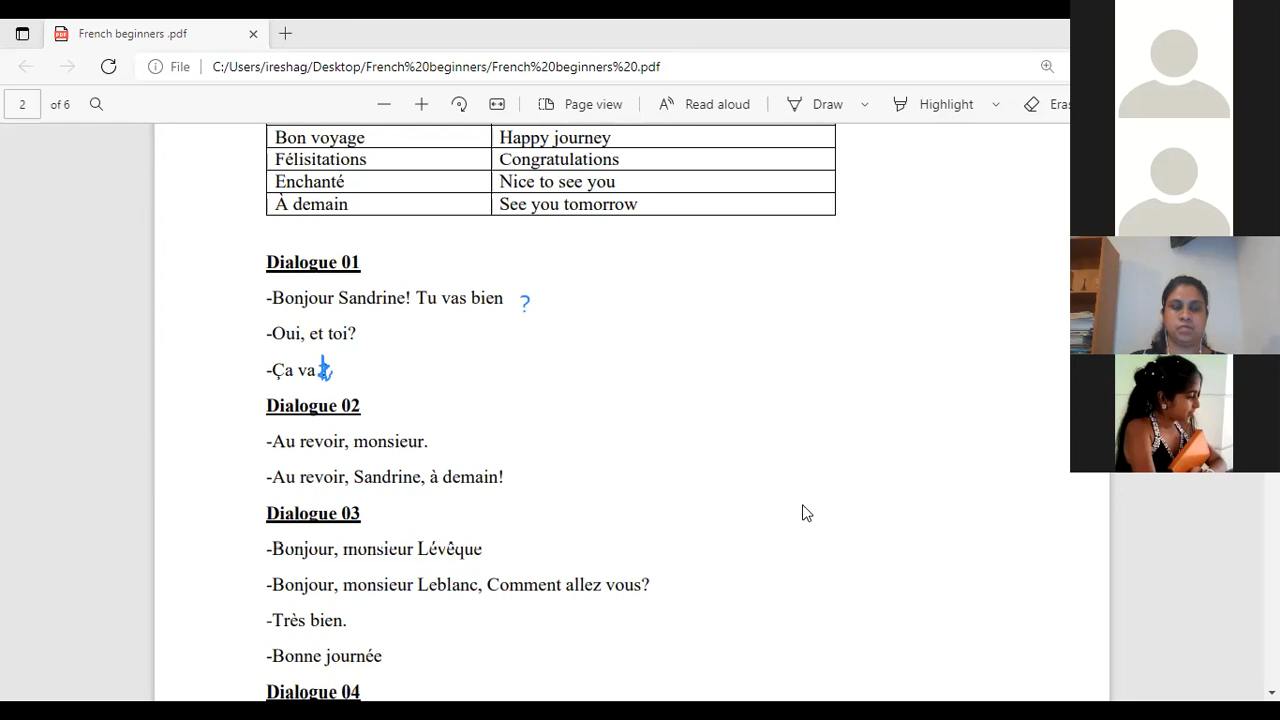 French beginners .pdf
File C:/Users/ireshag/Desktop/French%20beginners/French%20beginners%20.pdf
2 of 6 Page view Read aloud Draw Highlight Eras
Bon voyage Happy journey
Félisitations Congratulations
Enchanté Nice to see you
À demain See you tomorrow
Dialogue 01
-Bonjour Sandrine! Tu vas bien ?
-Oui, et toi?
-Ça va
Dialogue 02
-Au revoir, monsieur.
-Au revoir, Sandrine, à demain!
Dialogue 03
-Bonjour, monsieur Lévêque
-Bonjour, monsieur Leblanc, Comment allez vous?
-Très bien.
-Bonne journée
Dialogue 04